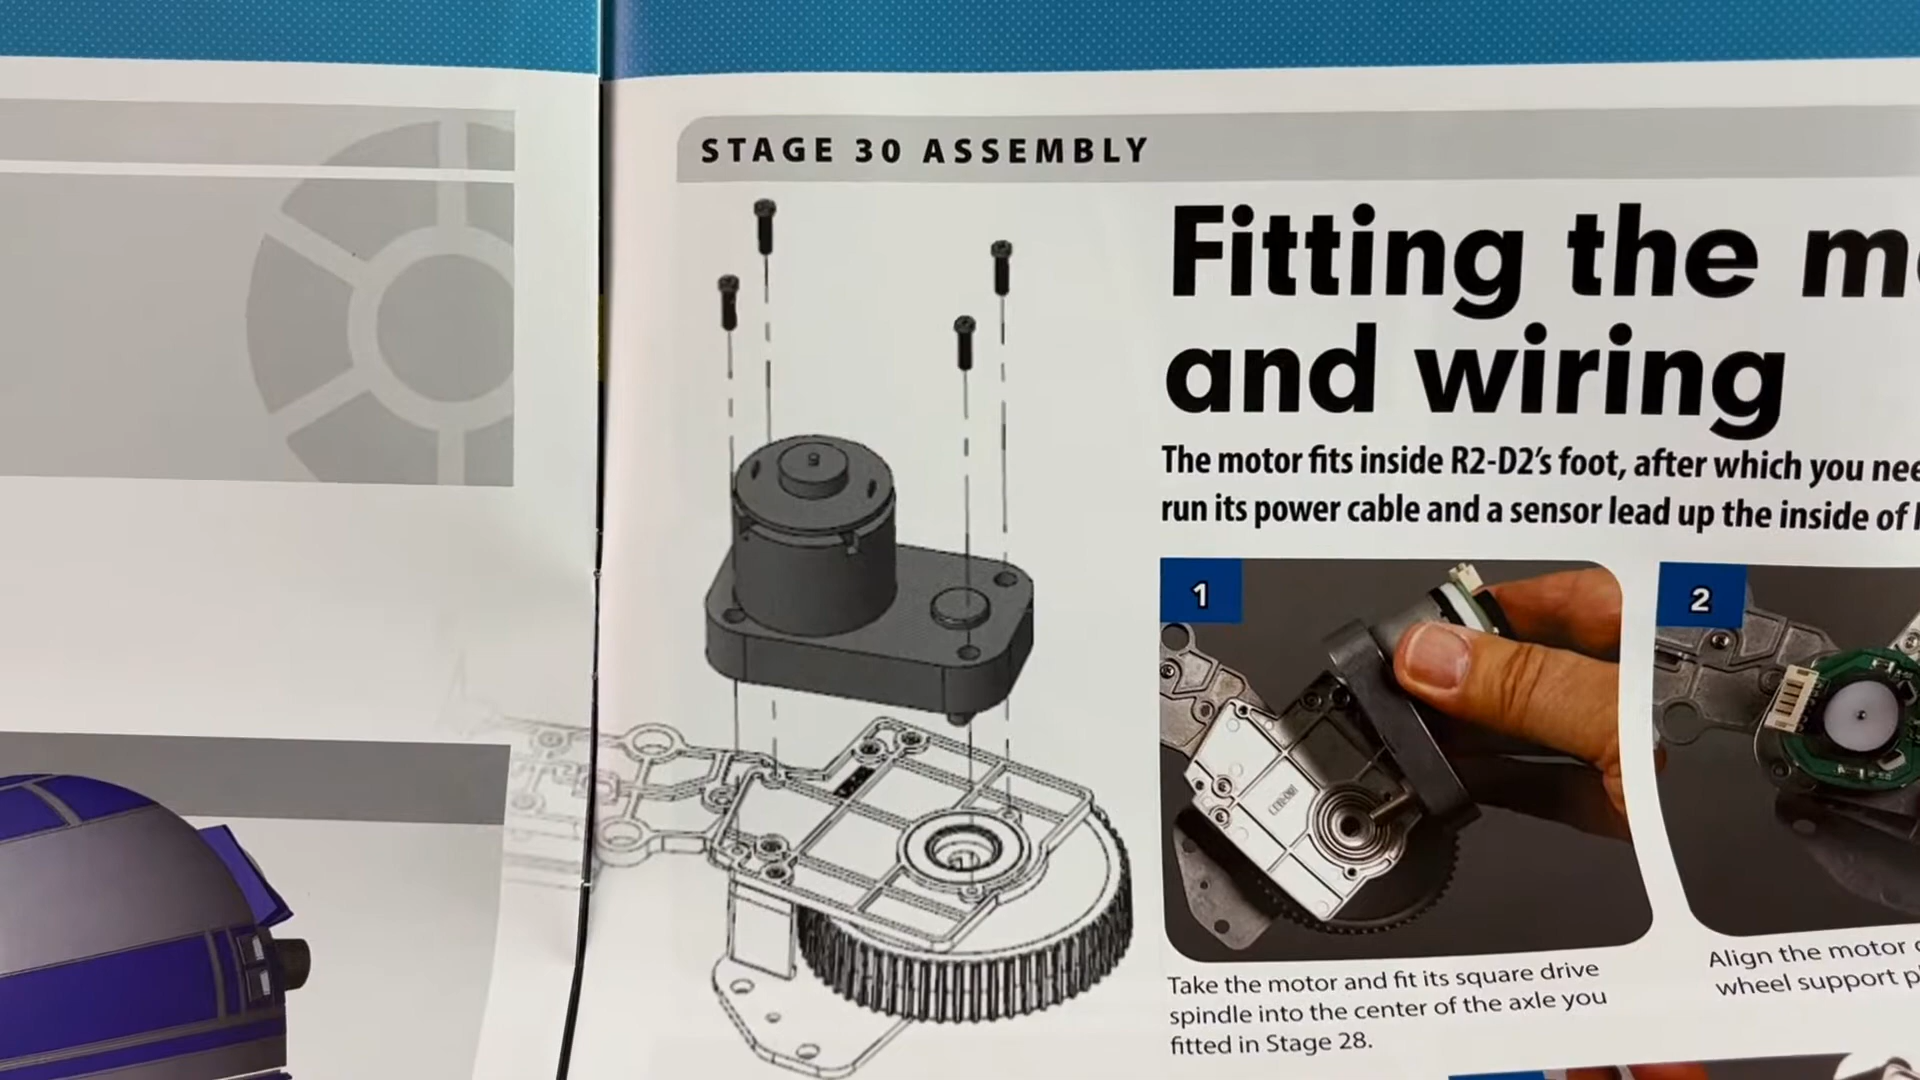 STAGE 30 ASSEMBLY
Fitting the
and wiring
The motor fits inside R2-D2's foot, after which you
run its power cable and a sensor lead up the inside of
1
2
Take the motor and fit its square drive
spindle into the center of the axle you
fitted in Stage 28.
Align the motor
wheel support